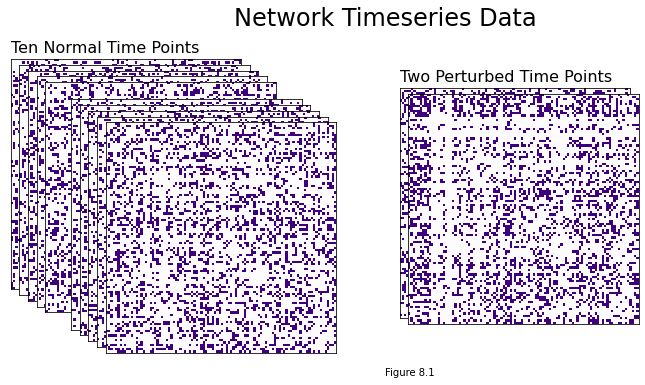 Network Timeseries Data
Ten Normal Time Points
Two Perturbed Time Points
Figure 8.1